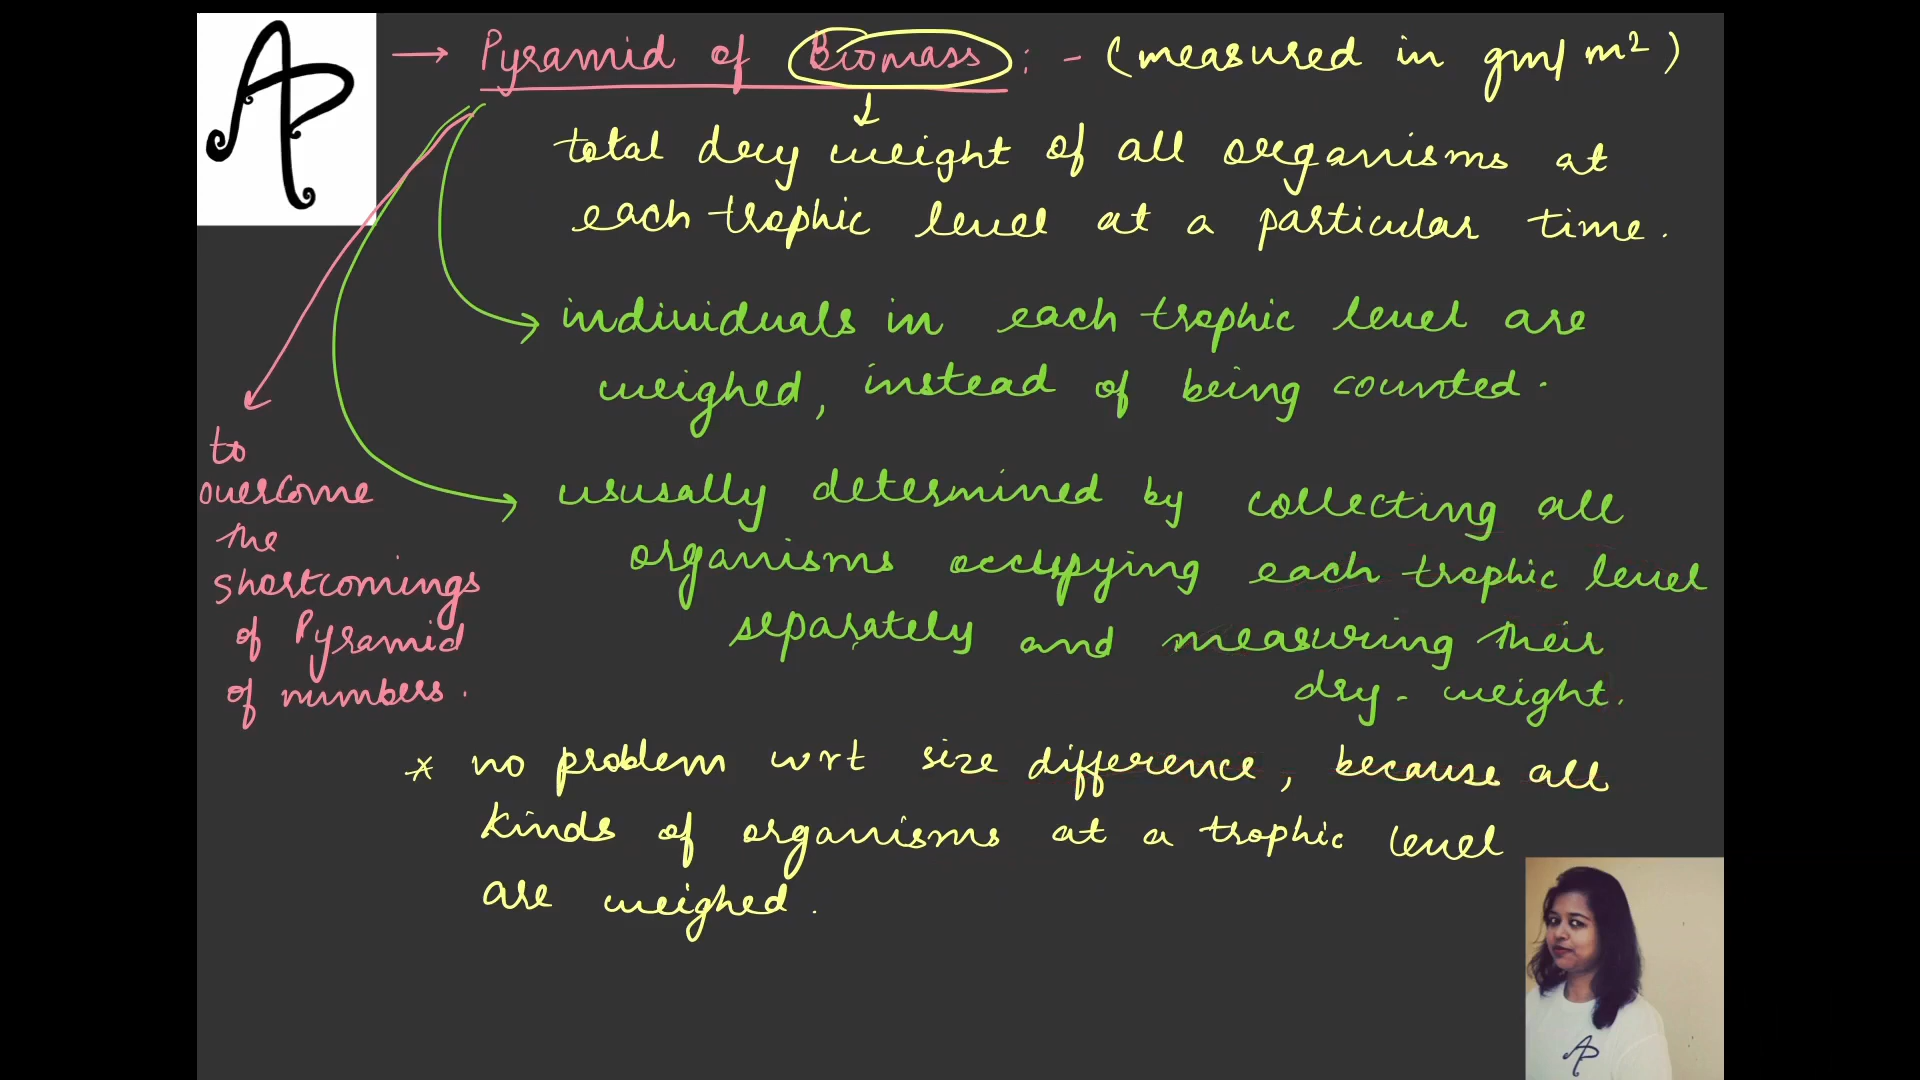 AP
→ Pyramid of Biomass : - (measured in gm/m²)
total dry weight of all organisms at
each trophic level at a particular time.
individuals in each trophic level are
weighed, instead of being counted.
to
overcome
the
shortcomings
of Pyramid
of numbers.
ususally determined by collecting all
organisms occupying each trophic level
separately and measuring their
dry-weight.
* no problem wrt size difference, because all
kinds of organisms at a trophic level
are weighed.
AP